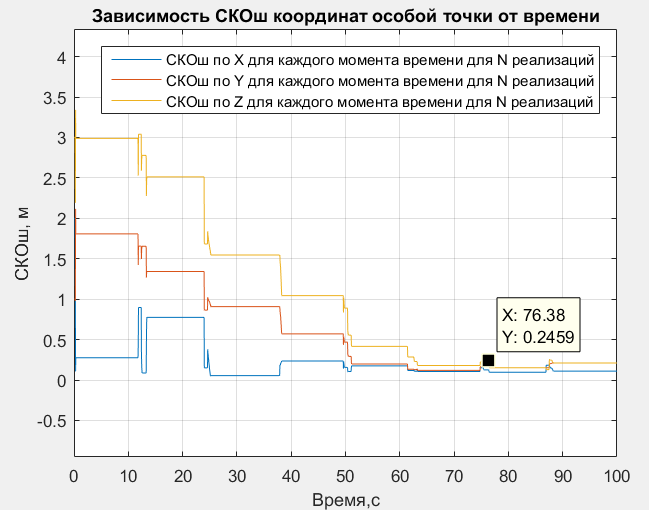 Зависимость СКОш координат особой точки от времени
СКОш по X для каждого момента времени для N реализаций
СКОш по Y для каждого момента времени для N реализаций
СКОш по Z для каждого момента времени для N реализаций
СКОш, м
4
3.5
3
2.5
2
1.5
1
0.5
0
-0.5
X: 76.38
Y: 0.2459
0 10 20 30 40 50 60 70 80 90 100
Время,с